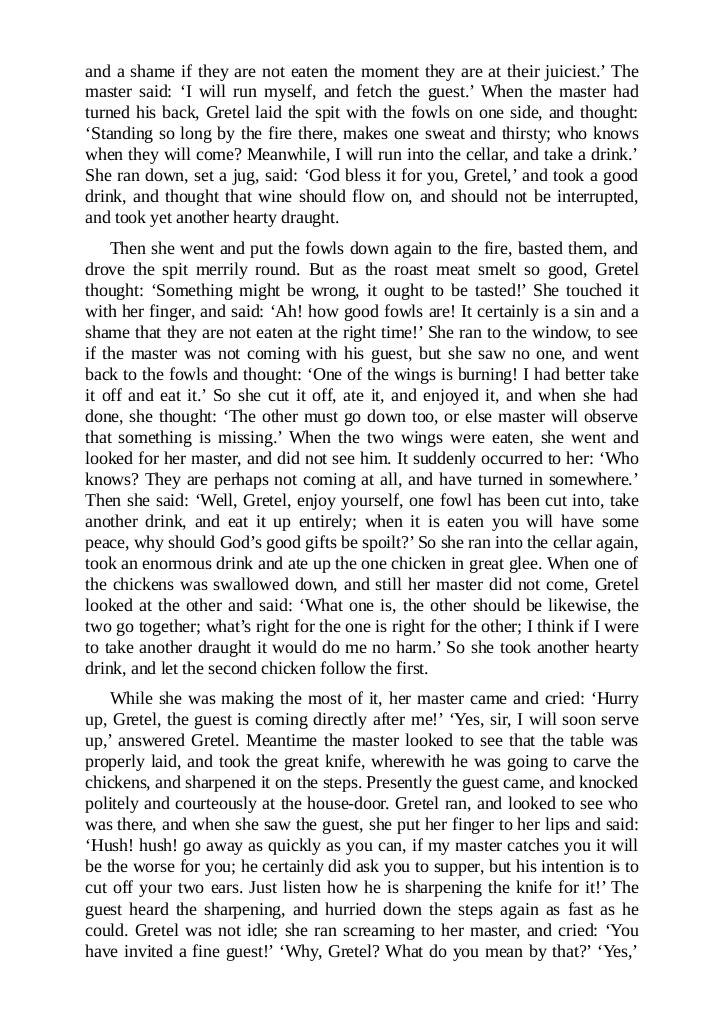 and a shame if they are not eaten the moment they are at their juiciest.’ The
master said: ‘I will run myself, and fetch the guest.’ When the master had
turned his back, Gretel laid the spit with the fowls on one side, and thought:
‘Standing so long by the fire there, makes one sweat and thirsty; who knows
when they will come? Meanwhile, I will run into the cellar, and take a drink.’
She ran down, set a jug, said: ‘God bless it for you, Gretel,’ and took a good
drink, and thought that wine should flow on, and should not be interrupted,
and took yet another hearty draught.
Then she went and put the fowls down again to the fire, basted them, and
drove the spit merrily round. But as the roast meat smelt so good, Gretel
thought: ‘Something might be wrong, it ought to be tasted!’ She touched it
with her finger, and said: ‘Ah! how good fowls are! It certainly is a sin and a
shame that they are not eaten at the right time!’ She ran to the window, to see
if the master was not coming with his guest, but she saw no one, and went
back to the fowls and thought: ‘One of the wings is burning! I had better take
it off and eat it.’ So she cut it off, ate it, and enjoyed it, and when she had
done, she thought: ‘The other must go down too, or else master will observe
that something is missing.’ When the two wings were eaten, she went and
looked for her master, and did not see him. It suddenly occurred to her: ‘Who
knows? They are perhaps not coming at all, and have turned in somewhere.’
Then she said: ‘Well, Gretel, enjoy yourself, one fowl has been cut into, take
another drink, and eat it up entirely; when it is eaten you will have some
peace, why should God’s good gifts be spoilt?’ So she ran into the cellar again,
took an enormous drink and ate up the one chicken in great glee. When one of
the chickens was swallowed down, and still her master did not come, Gretel
looked at the other and said: ‘What one is, the other should be likewise, the
two go together; what’s right for the one is right for the other; I think if I were
to take another draught it would do me no harm.’ So she took another hearty
drink, and let the second chicken follow the first.
While she was making the most of it, her master came and cried: ‘Hurry
up, Gretel, the guest is coming directly after me!’ ‘Yes, sir, I will soon serve
up,’ answered Gretel. Meantime the master looked to see that the table was
properly laid, and took the great knife, wherewith he was going to carve the
chickens, and sharpened it on the steps. Presently the guest came, and knocked
politely and courteously at the house-door. Gretel ran, and looked to see who
was there, and when she saw the guest, she put her finger to her lips and said:
‘Hush! hush! go away as quickly as you can, if my master catches you it will
be the worse for you; he certainly did ask you to supper, but his intention is to
cut off your two ears. Just listen how he is sharpening the knife for it!’ The
guest heard the sharpening, and hurried down the steps again as fast as he
could. Gretel was not idle; she ran screaming to her master, and cried: ‘You
have invited a fine guest!’ ‘Why, Gretel? What do you mean by that?’ ‘Yes,’